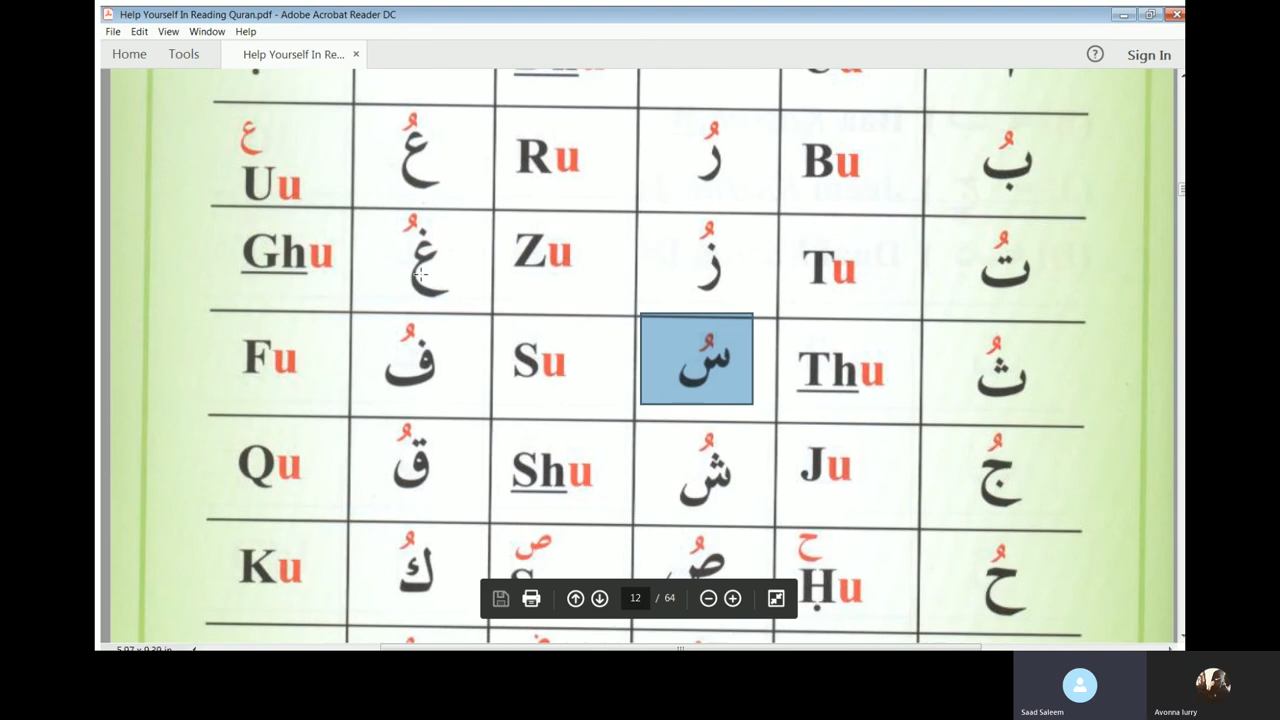 Help Yourself In Reading Quran.pdf - Adobe Acrobat Reader DC
File Edit View Window Help
Home Tools Help Yourself In Re... × ? Sign In
ع
Uu عُ Ru رُ Bu بُ
Ghu غُ Zu زُ Tu تُ
Fu فُ Su سُ Thu ثُ
Qu قُ Shu شُ Ju جُ
ص ح
Ku كُ صُ Ḥu حُ
12 / 64
Saad Saleem
Avonna lurry